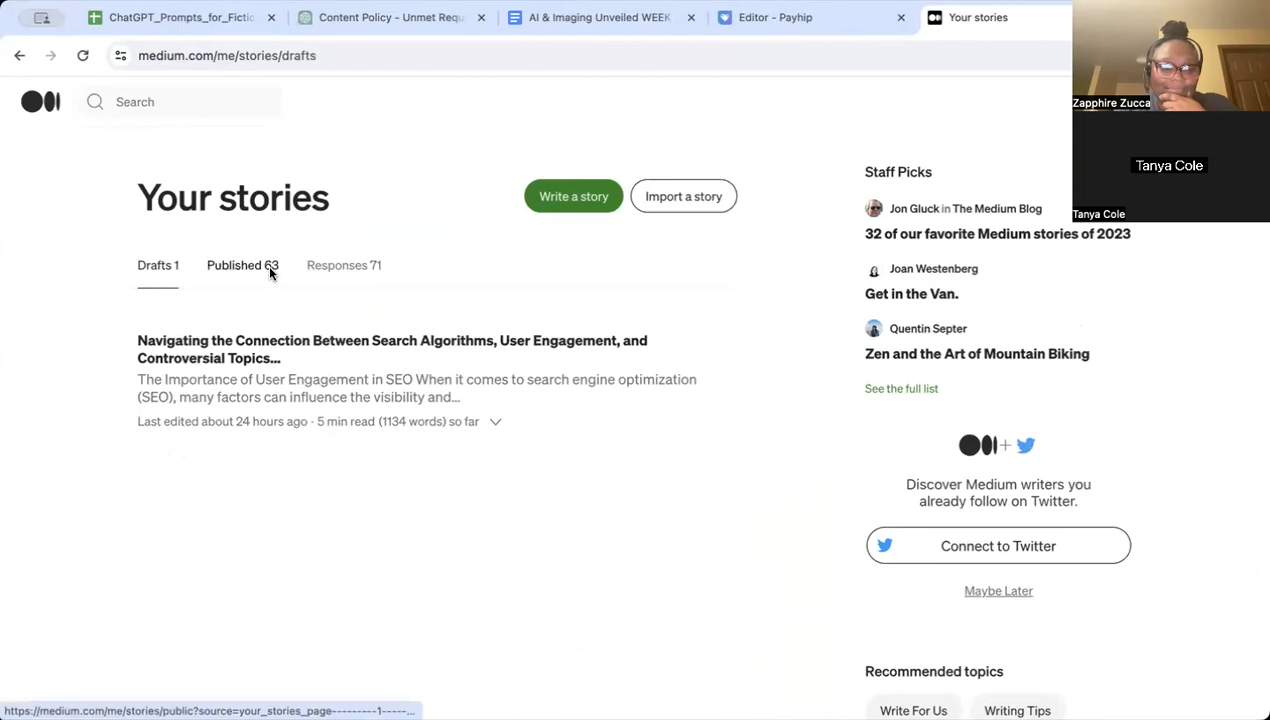 ChatGPT_Prompts_for_Fictio
Content Policy - Unmet Requ
AI & Imaging Unveiled WEEK
Editor - Payhip
Your stories
medium.com/me/stories/drafts
Search
Zapphire Zucca
Tanya Cole
Tanya Cole
Your stories
Write a story
Import a story
Drafts 1
Published 63
Responses 71
Navigating the Connection Between Search Algorithms, User Engagement, and
Controversial Topics...
The Importance of User Engagement in SEO When it comes to search engine optimization
(SEO), many factors can influence the visibility and...
Last edited about 24 hours ago · 5 min read (1134 words) so far
Staff Picks
Jon Gluck in The Medium Blog
32 of our favorite Medium stories of 2023
Joan Westenberg
Get in the Van.
Quentin Septer
Zen and the Art of Mountain Biking
See the full list
Discover Medium writers you
already follow on Twitter.
Connect to Twitter
Maybe Later
Recommended topics
Write For Us
Writing Tips
https://medium.com/me/stories/public?source=your_stories_page---------1-----...